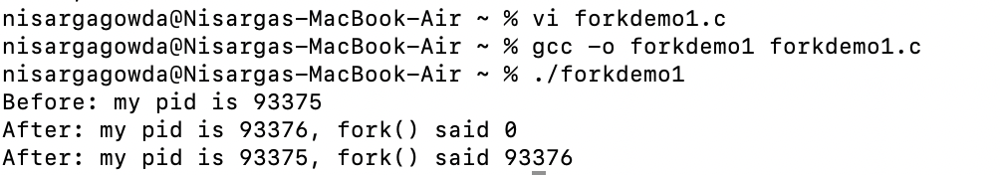 nisargagowda@Nisargas-MacBook-Air ~ % vi forkdemo1.c
nisargagowda@Nisargas-MacBook-Air ~ % gcc -o forkdemo1 forkdemo1.c
nisargagowda@Nisargas-MacBook-Air ~ % ./forkdemo1
Before: my pid is 93375
After: my pid is 93376, fork() said 0
After: my pid is 93375, fork() said 93376